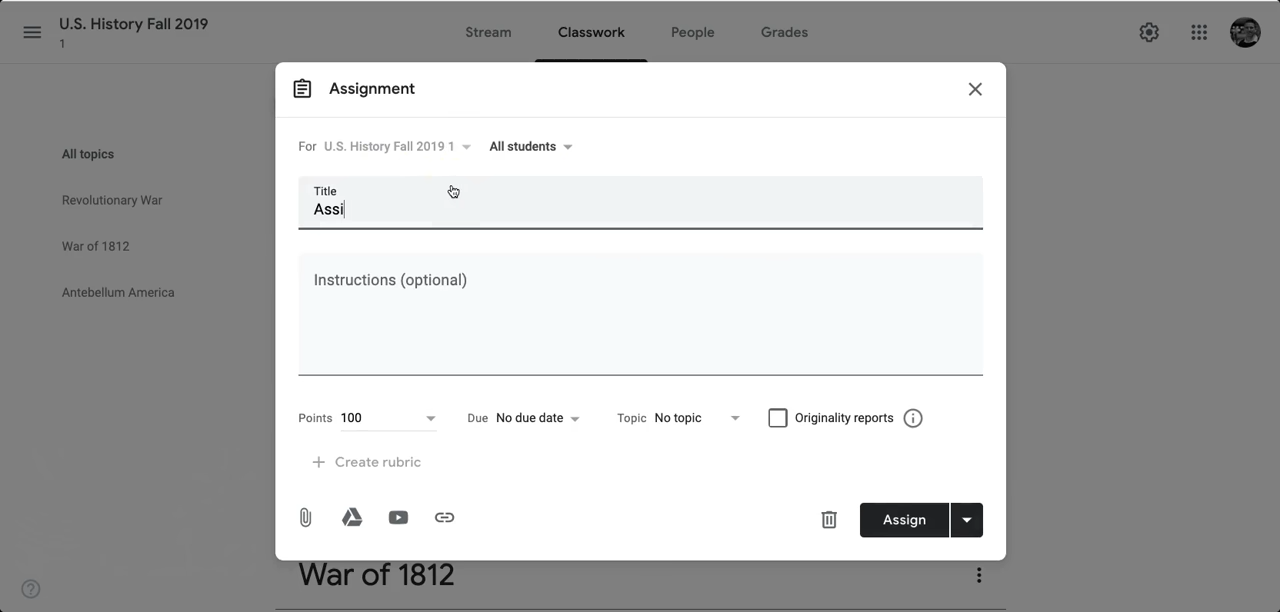 U.S. History Fall 2019
1
Stream Classwork People Grades
Assignment
All topics
Revolutionary War
War of 1812
Antebellum America
For U.S. History Fall 2019 1 All students
Title
Assi
Instructions (optional)
Points 100 Due No due date Topic No topic Originality reports
+ Create rubric
Assign
War of 1812